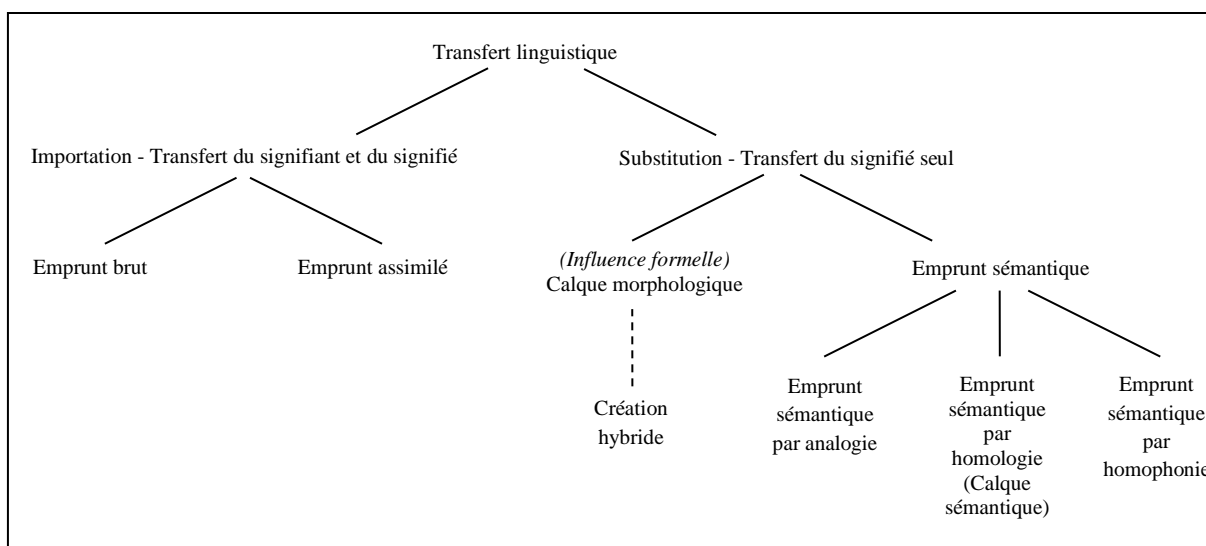 Transfert linguistique
Importation - Transfert du signifiant et du signifié
Substitution - Transfert du signifié seul
Emprunt brut
Emprunt assimilé
(Influence formelle)
Calque morphologique
Emprunt sémantique
Création
hybride
Emprunt
sémantique
par analogie
Emprunt
sémantique
par
homologie
(Calque
sémantique)
Emprunt
sémantique
par
homophonie